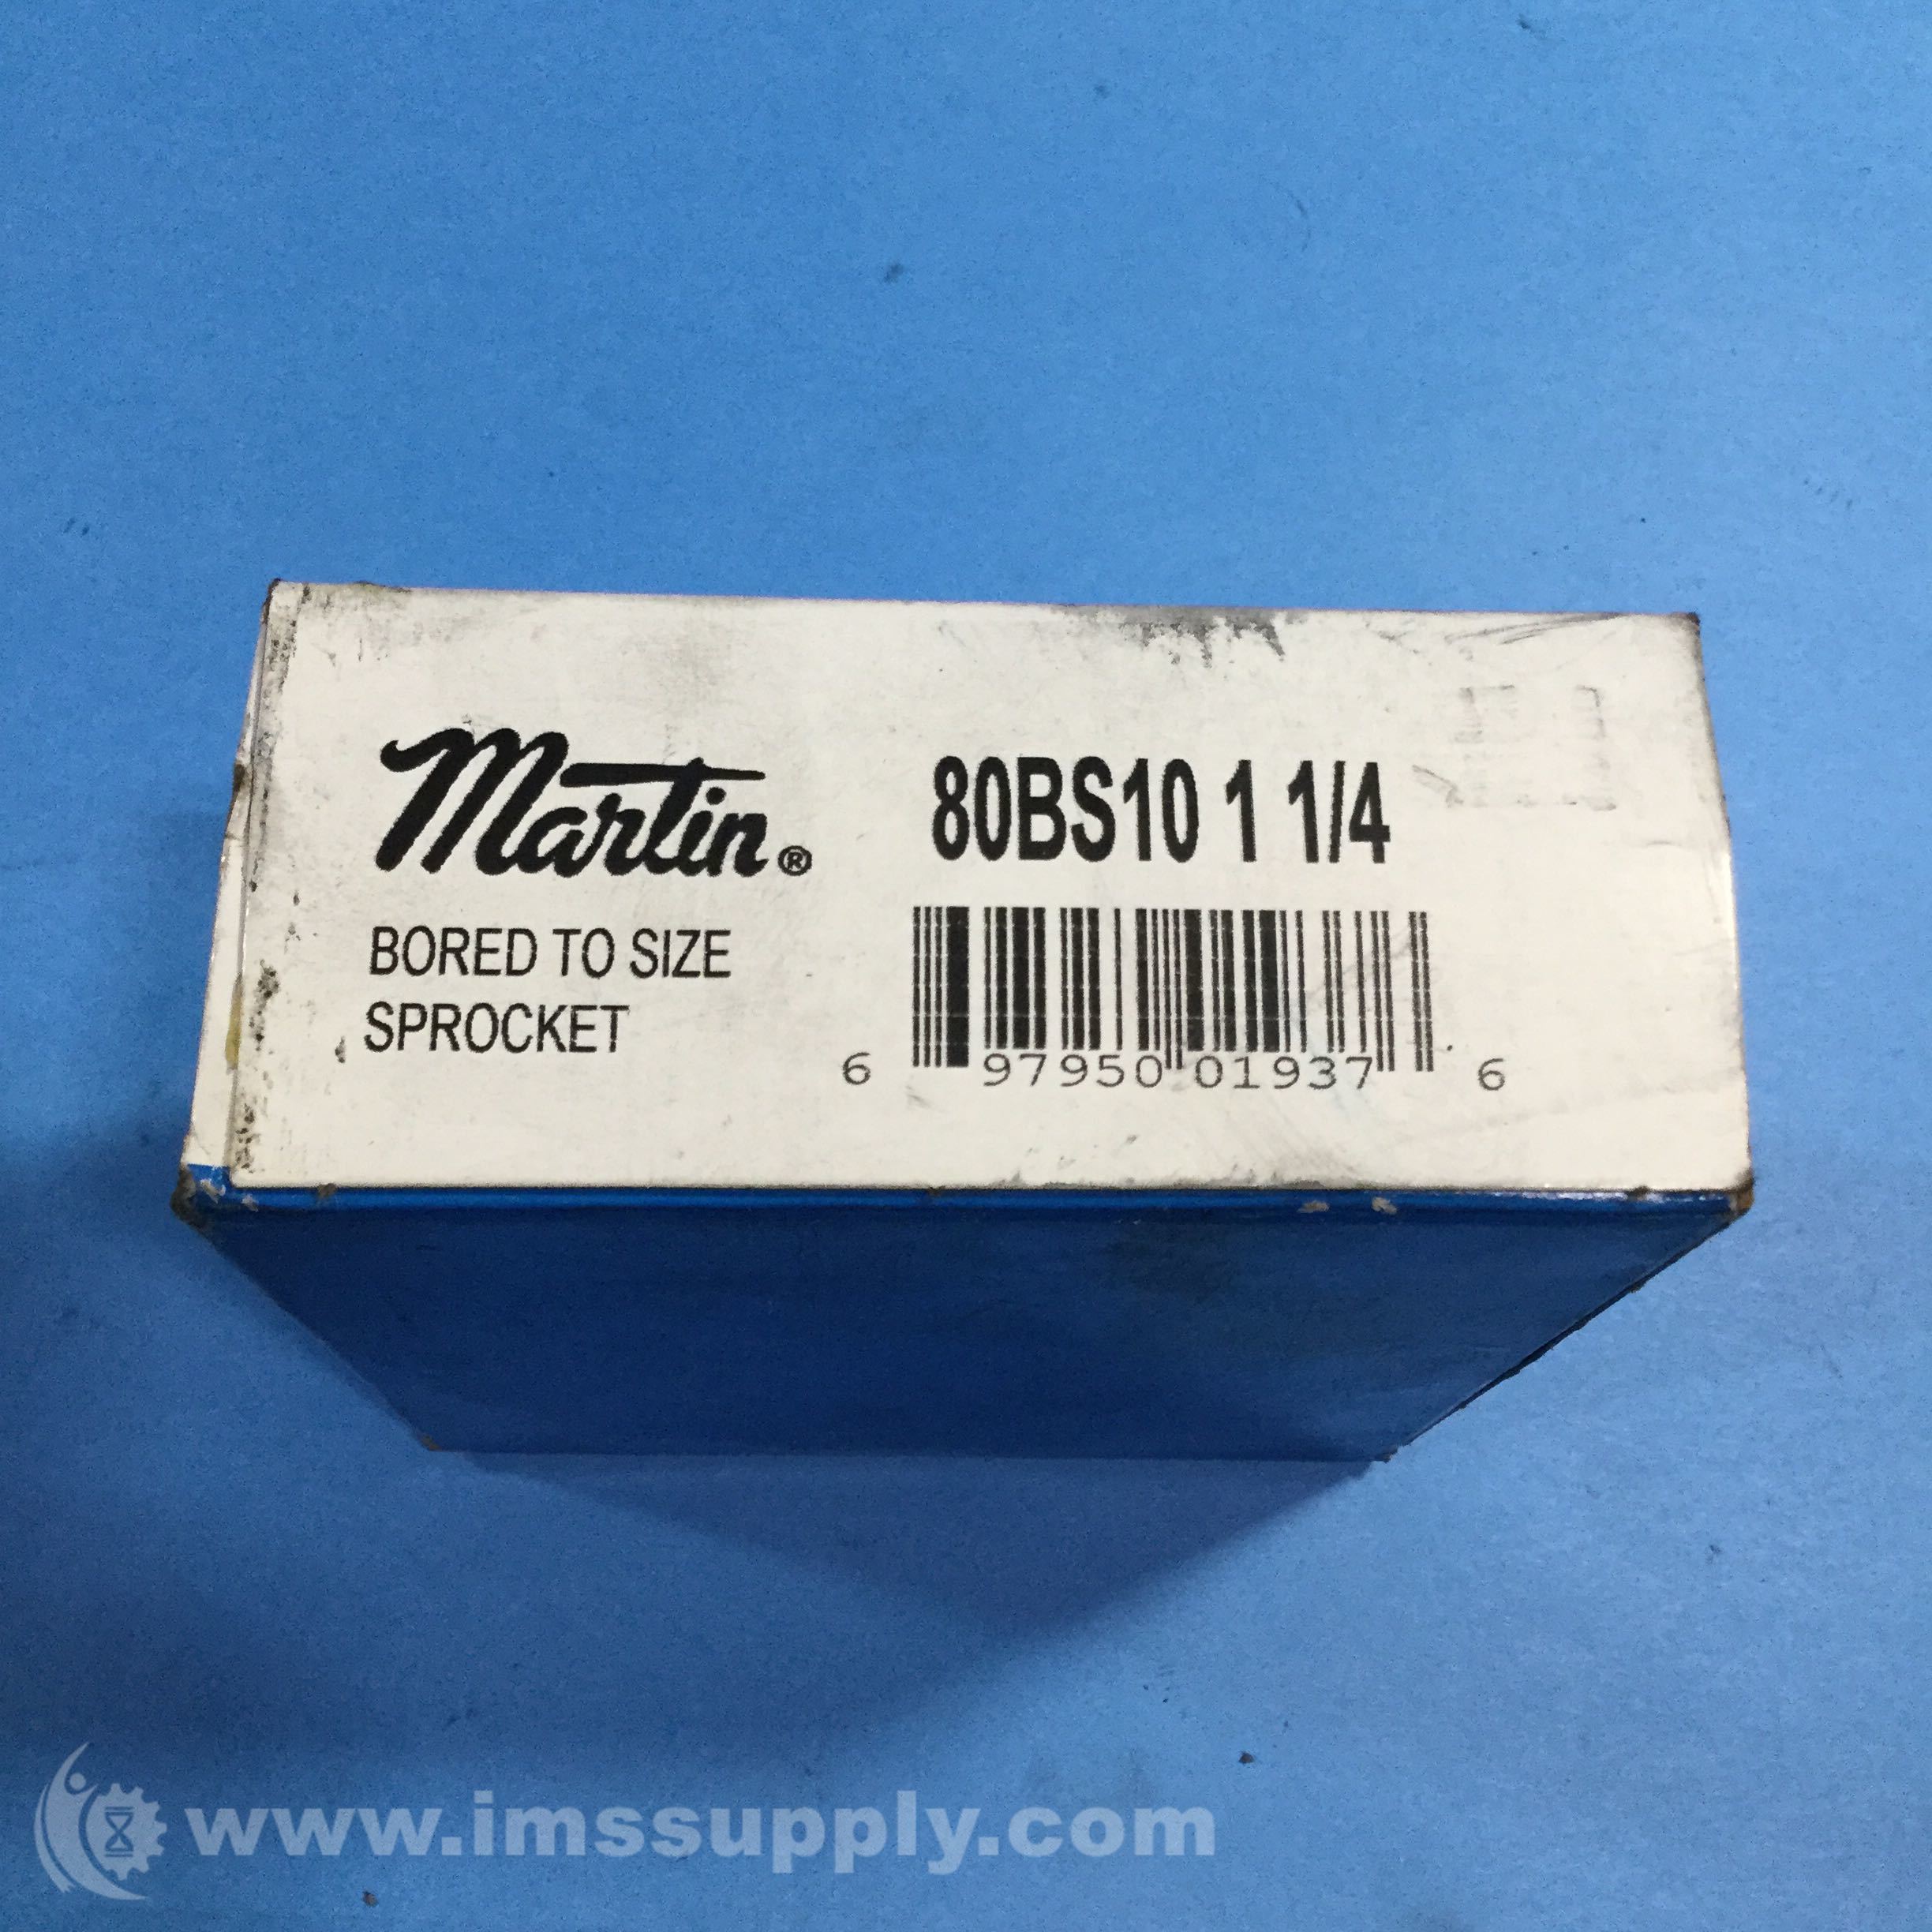 Martin®
80BS10 1 1/4
BORED TO SIZE
SPROCKET
6 97950 01937 6
www.imssupply.com